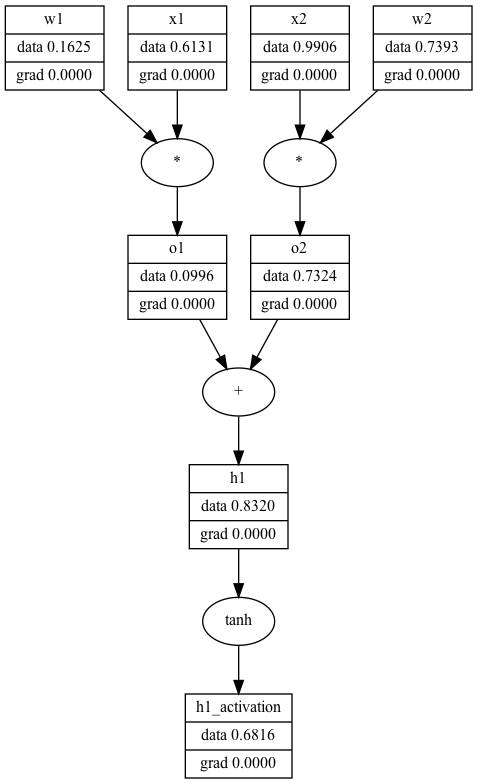 w1
data 0.1625
grad 0.0000
x1
data 0.6131
grad 0.0000
x2
data 0.9906
grad 0.0000
w2
data 0.7393
grad 0.0000
*
*
o1
data 0.0996
grad 0.0000
o2
data 0.7324
grad 0.0000
+
h1
data 0.8320
grad 0.0000
tanh
h1_activation
data 0.6816
grad 0.0000